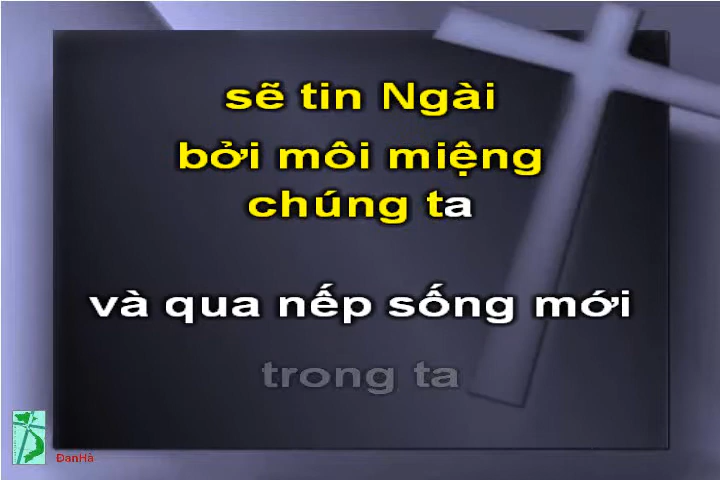 sẽ tin Ngài
bởi môi miệng
chúng ta
và qua nếp sống mới
trong ta
ĐanHà